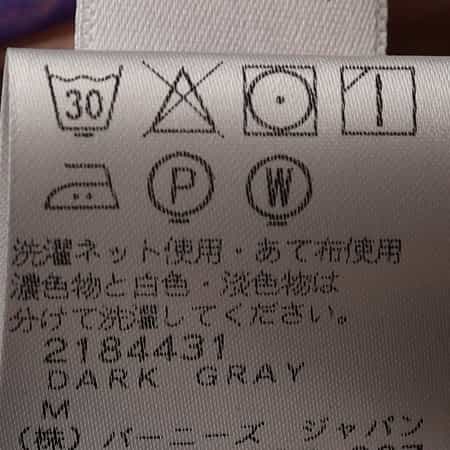 30
P W
洗濯ネット使用・あて布使用
濃色物と白色・淡色物は
分けて洗濯してください。
2184431
DARK GRAY
M
(株) バーニーズ ジャパン